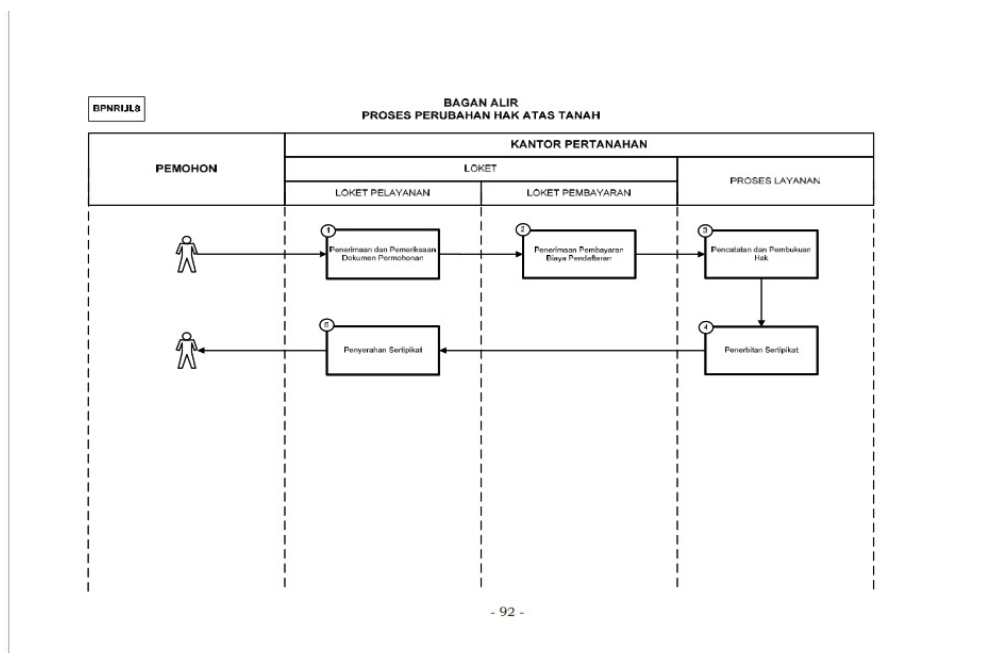 BPNRI.JL8
BAGAN ALIR
PROSES PERUBAHAN HAK ATAS TANAH
PEMOHON
KANTOR PERTANAHAN
LOKET
PROSES LAYANAN
LOKET PELAYANAN
LOKET PEMBAYARAN
1
Penerimaan dan Pemeriksaan
Dokumen Permohonan
2
Penerimaan Pembayaran
Biaya Pendaftaran
3
Pencatatan dan Pembukuan
Hak
5
Penyerahan Sertipikat
4
Penerbitan Sertipikat
- 92 -